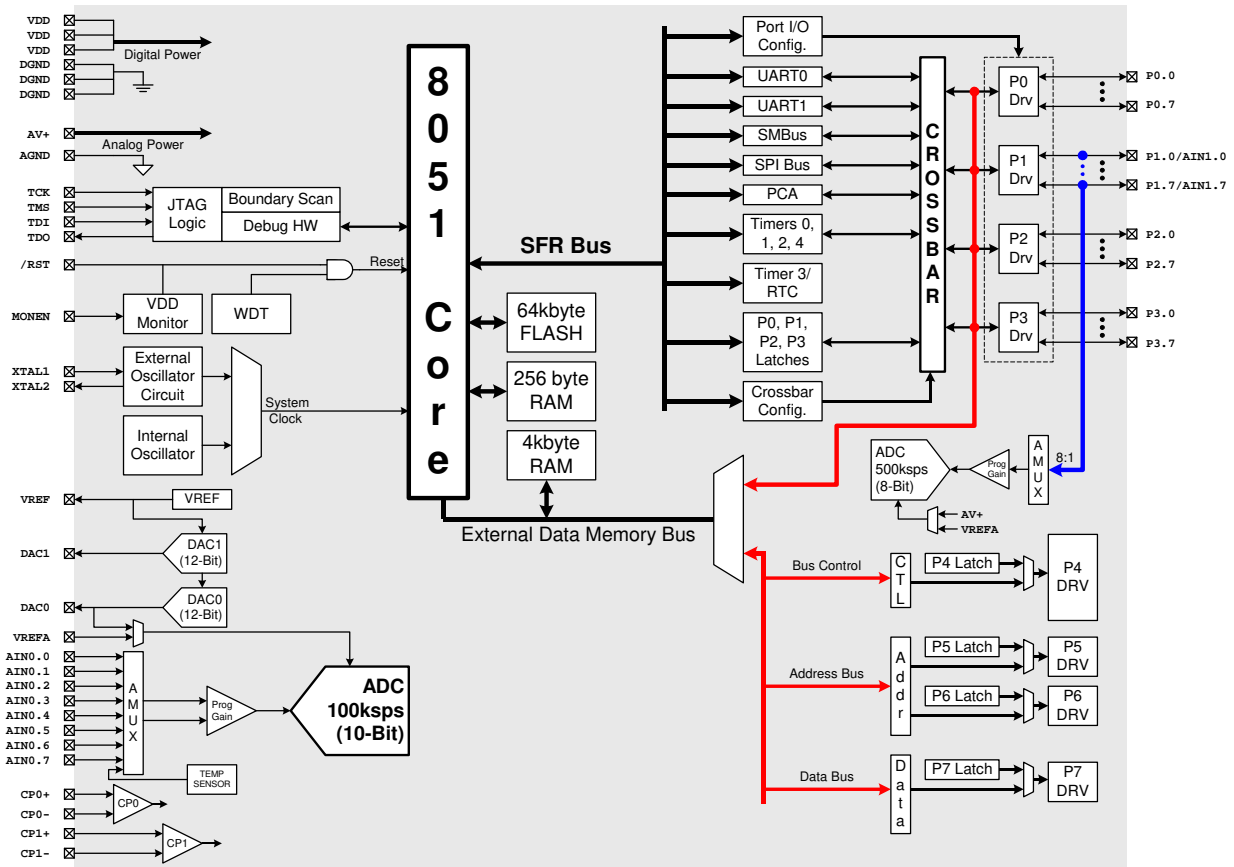 VDD
VDD
VDD
Digital Power
DGND
DGND
DGND
AV+
Analog Power
AGND
TCK
TMS
TDI
TDO
JTAG
Logic
Boundary Scan
Debug HW
/RST
Reset
MONEN
VDD
Monitor
WDT
XTAL1
XTAL2
External
Oscillator
Circuit
Internal
Oscillator
System
Clock
VREF
VREF
DAC1
DAC1
(12-Bit)
DAC0
DAC0
(12-Bit)
VREFA
AIN0.0
AIN0.1
AIN0.2
AIN0.3
AIN0.4
AIN0.5
AIN0.6
AIN0.7
AMUX
Prog
Gain
ADC
100ksps
(10-Bit)
TEMP
SENSOR
CP0+
CP0-
CP0
CP1+
CP1-
CP1
8051 Core
64kbyte
FLASH
256 byte
RAM
4kbyte
RAM
SFR Bus
External Data Memory Bus
Port I/O
Config.
UART0
UART1
SMBus
SPI Bus
PCA
Timers 0,
1, 2, 4
Timer 3/
RTC
P0, P1,
P2, P3
Latches
Crossbar
Config.
CROSSBAR
P0
Drv
P1
Drv
P2
Drv
P3
Drv
P0.0
P0.7
P1.0/AIN1.0
P1.7/AIN1.7
P2.0
P2.7
P3.0
P3.7
ADC
500ksps
(8-Bit)
Prog
Gain
AMUX
8:1
AV+
VREFA
Bus Control
CTL
P4 Latch
P4
DRV
Address Bus
Addr
P5 Latch
P5
DRV
P6 Latch
P6
DRV
Data Bus
Data
P7 Latch
P7
DRV